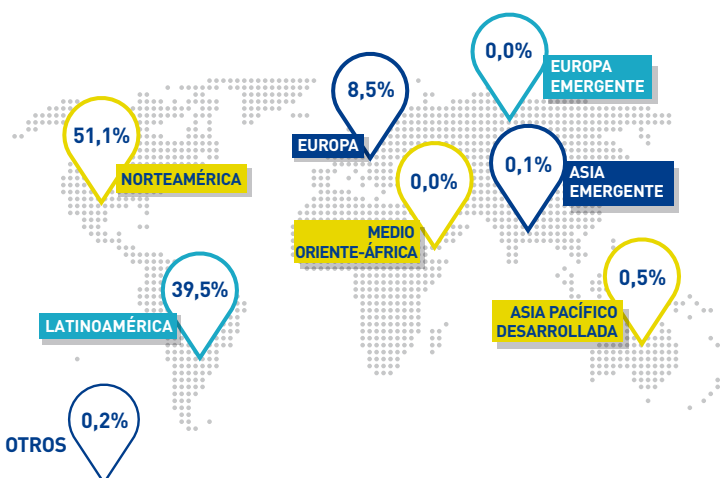 0,0%
EUROPA
EMERGENTE
8,5%
EUROPA
51,1%
NORTEAMÉRICA
0,0%
MEDIO
ORIENTE-ÁFRICA
0,1%
ASIA
EMERGENTE
39,5%
LATINOAMÉRICA
0,5%
ASIA PACÍFICO
DESARROLLADA
0,2%
OTROS